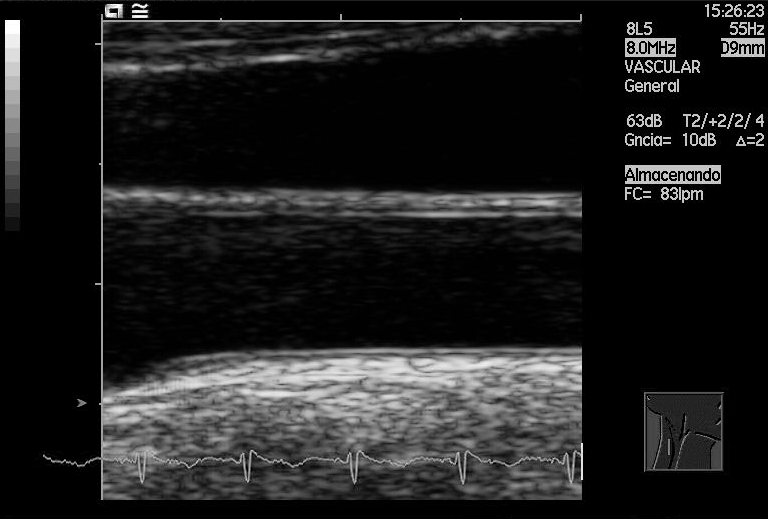 15:26:23
8L5 55Hz
8.0MHz 09mm
VASCULAR
General
63dB T2/+2/2/ 4
Gncia= 10dB Δ=2
Almacenando
FC= 83lpm